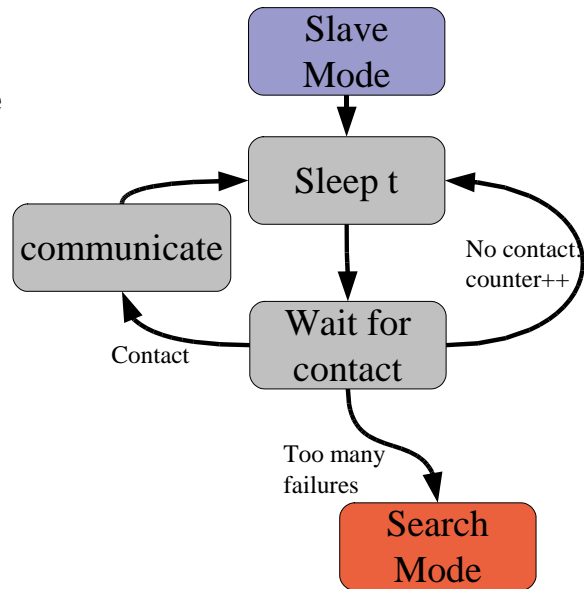 Slave
Mode
e
Sleep t
communicate
No contact:
counter++
Wait for
contact
Contact
Too many
failures
Search
Mode